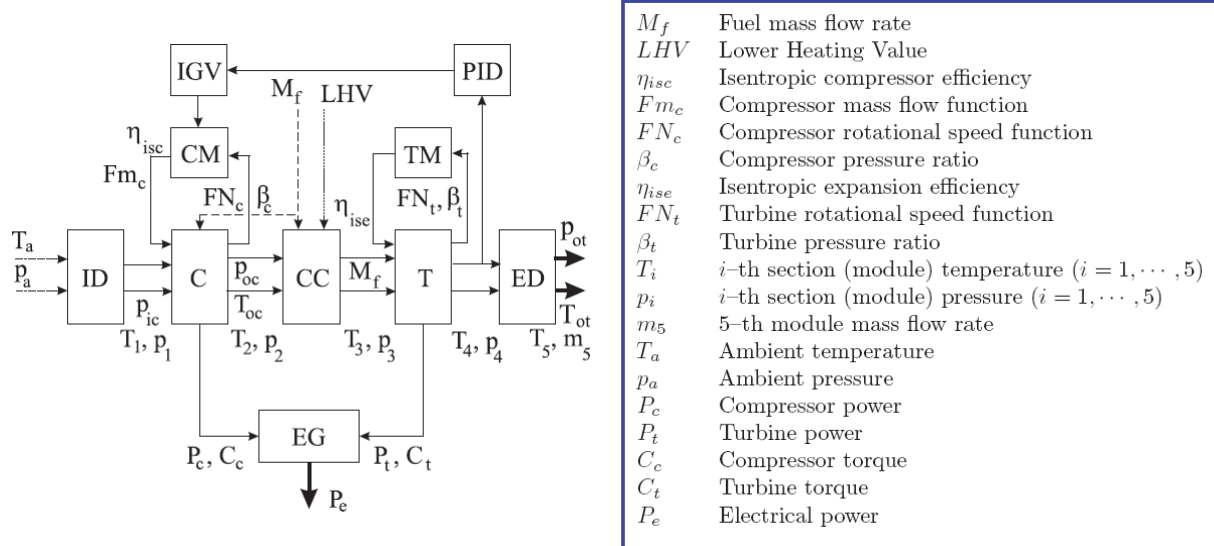 IGV
PID
M_f
LHV
η_isc
CM
TM
Fm_c
FN_c β_c
η_ise
FN_t, β_t
T_a
p_a
ID
C
CC
T
ED
p_ot
p_oc
M_f
p_ic
T_oc
T_ot
T_1, p_1
T_2, p_2
T_3, p_3
T_4, p_4
T_5, m_5
EG
P_c, C_c
P_t, C_t
P_e
M_f Fuel mass flow rate
LHV Lower Heating Value
η_isc Isentropic compressor efficiency
Fm_c Compressor mass flow function
FN_c Compressor rotational speed function
β_c Compressor pressure ratio
η_ise Isentropic expansion efficiency
FN_t Turbine rotational speed function
β_t Turbine pressure ratio
T_i i–th section (module) temperature (i = 1, ··· , 5)
p_i i–th section (module) pressure (i = 1, ··· , 5)
m_5 5–th module mass flow rate
T_a Ambient temperature
p_a Ambient pressure
P_c Compressor power
P_t Turbine power
C_c Compressor torque
C_t Turbine torque
P_e Electrical power